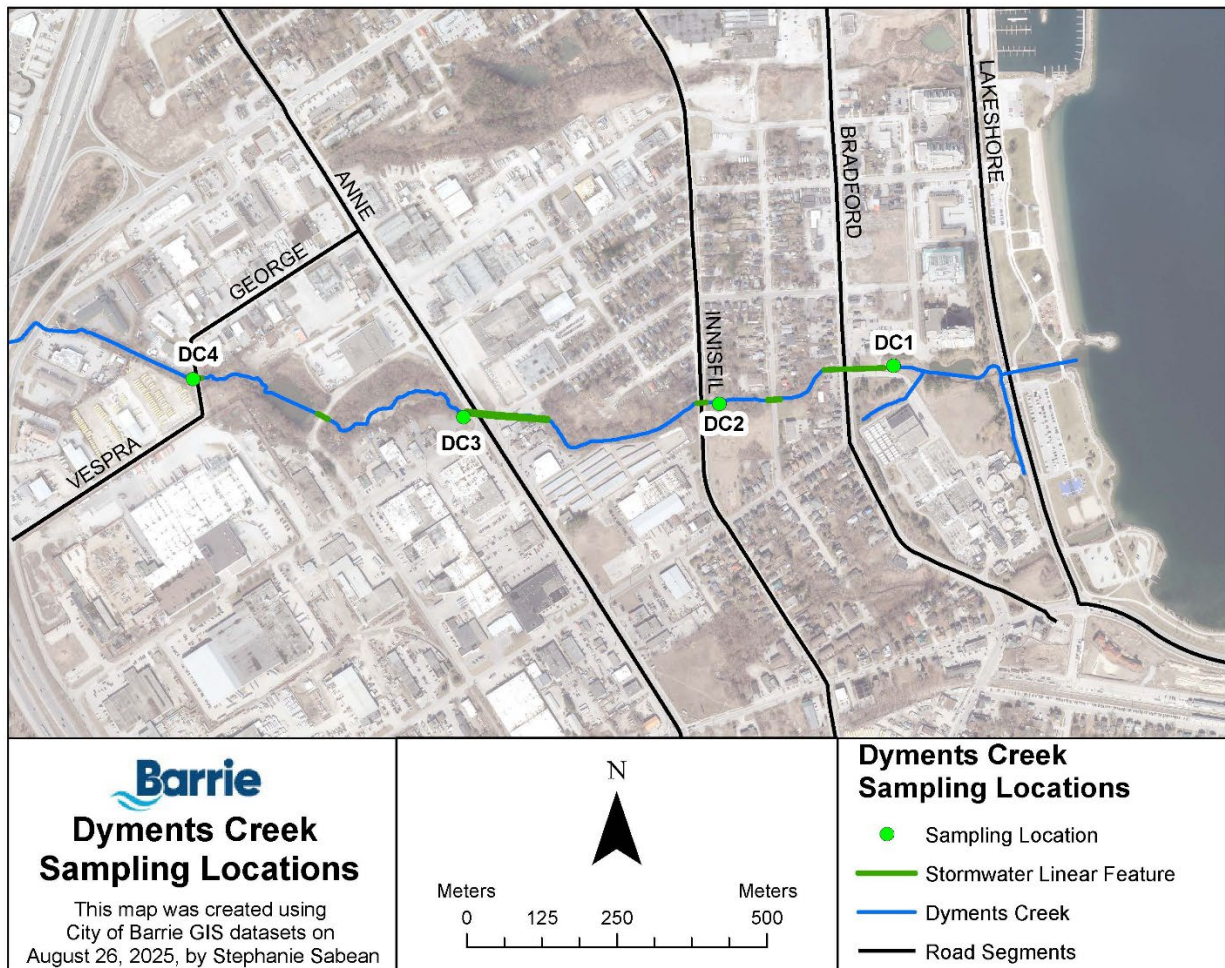 LAKESHORE
BRADFORD
ANNE
GEORGE
INNISFIL
DC1
DC4
DC2
DC3
VESPRA
Barrie
Dyments Creek
Sampling Locations
This map was created using
City of Barrie GIS datasets on
August 26, 2025, by Stephanie Sabean
N
Meters Meters
0 125 250 500
Dyments Creek
Sampling Locations
Sampling Location
Stormwater Linear Feature
Dyments Creek
Road Segments